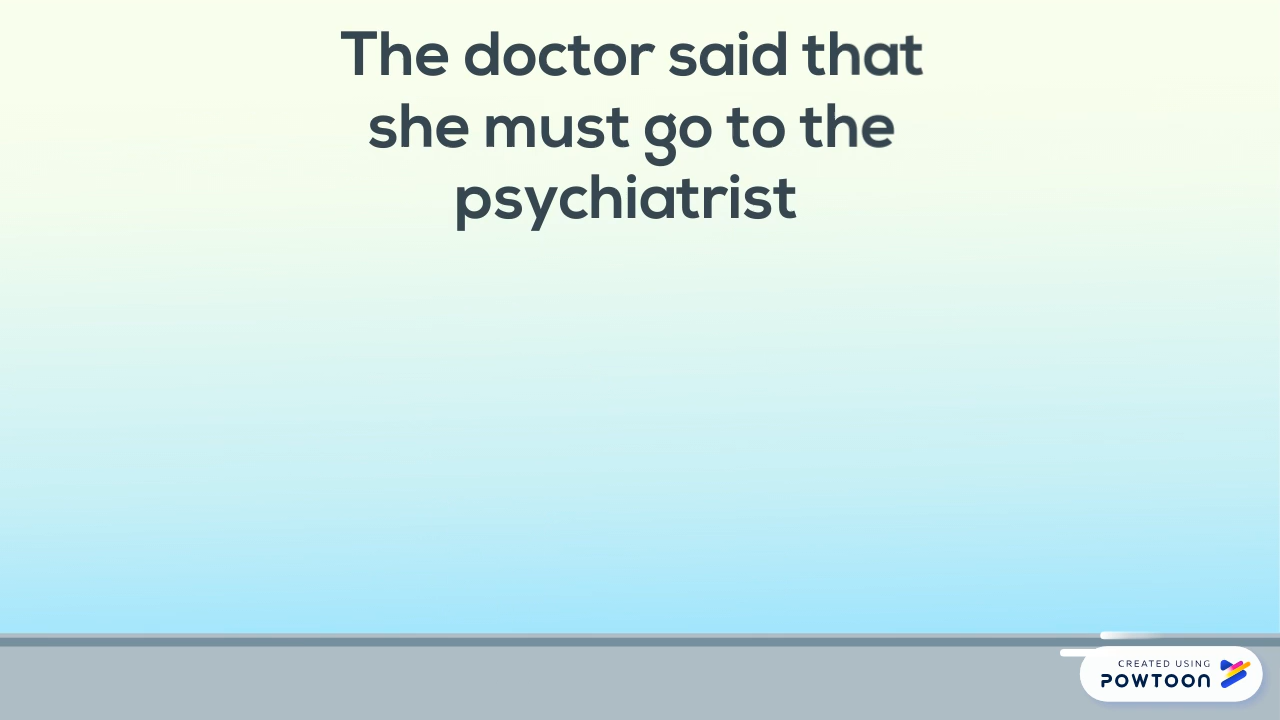 The doctor said that
she must go to the
psychiatrist
CREATED USING
POWTOON